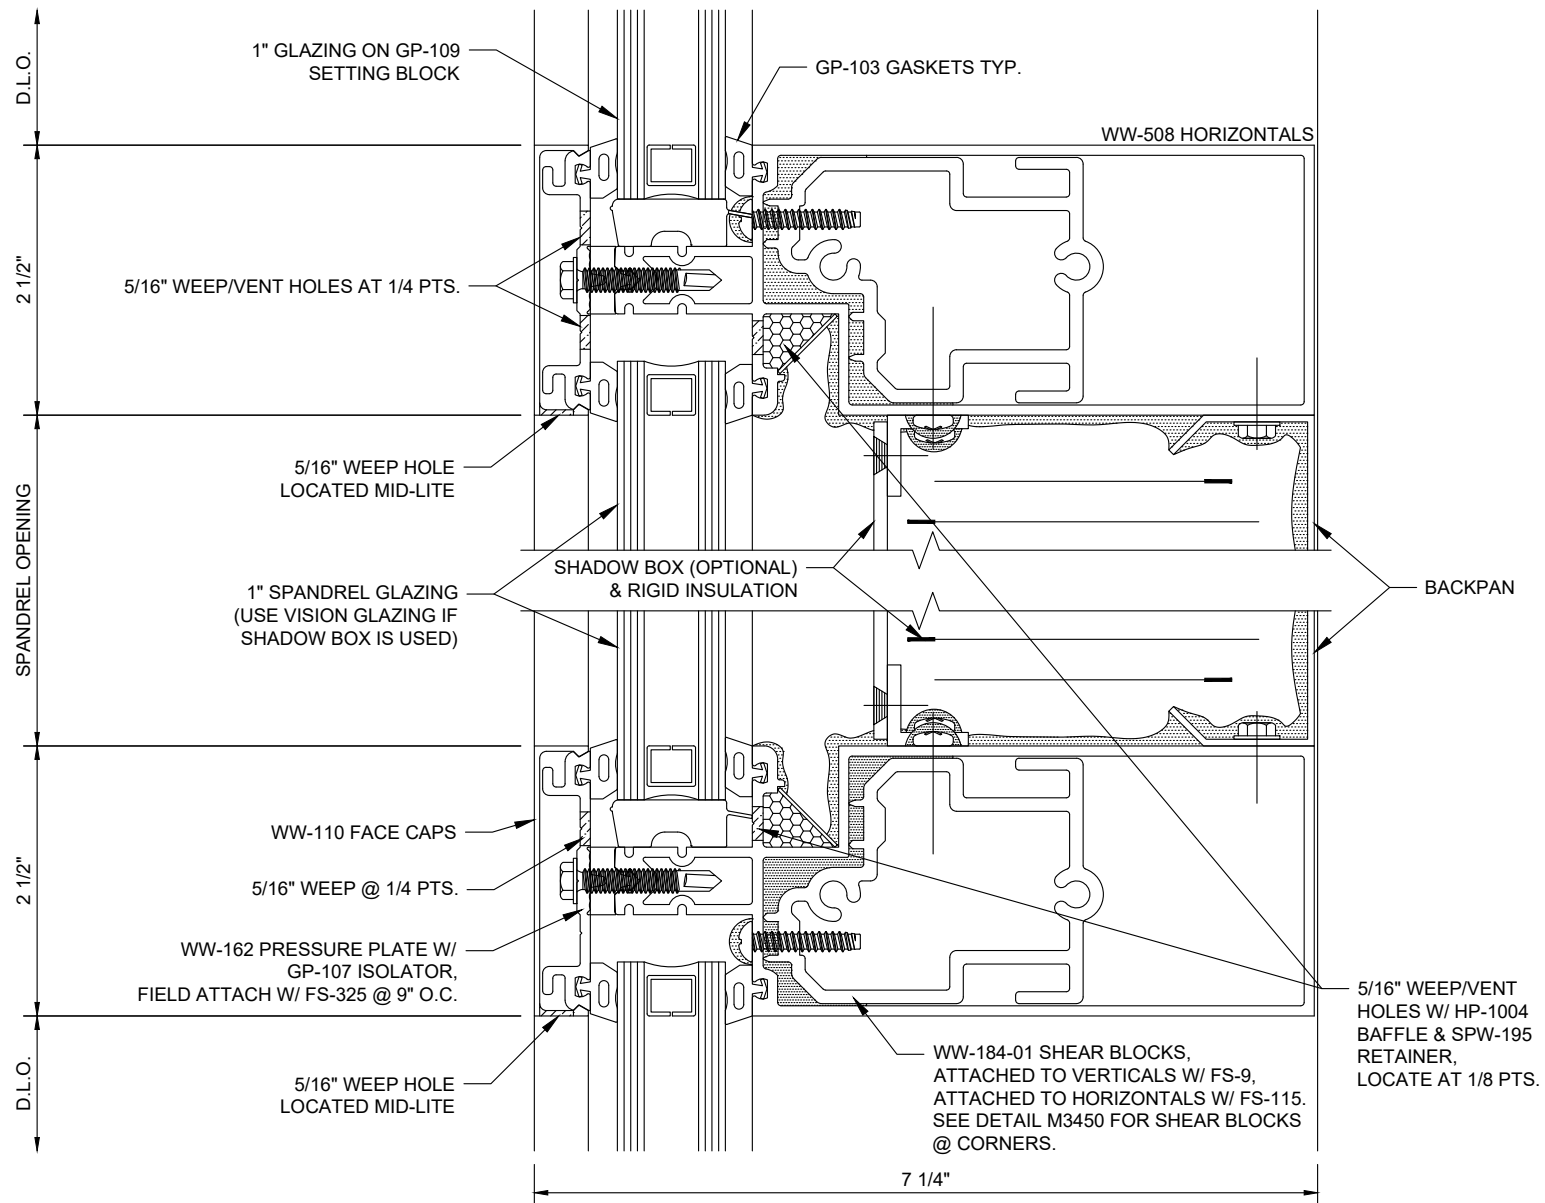 D.L.O.
1" GLAZING ON GP-109
SETTING BLOCK
GP-103 GASKETS TYP.
WW-508 HORIZONTALS
2 1/2"
5/16" WEEP/VENT HOLES AT 1/4 PTS.
5/16" WEEP HOLE
LOCATED MID-LITE
SPANDREL OPENING
1" SPANDREL GLAZING
(USE VISION GLAZING IF
SHADOW BOX IS USED)
SHADOW BOX (OPTIONAL)
& RIGID INSULATION
BACKPAN
2 1/2"
WW-110 FACE CAPS
5/16" WEEP @ 1/4 PTS.
WW-162 PRESSURE PLATE W/
GP-107 ISOLATOR,
FIELD ATTACH W/ FS-325 @ 9" O.C.
5/16" WEEP/VENT
HOLES W/ HP-1004
BAFFLE & SPW-195
RETAINER,
LOCATE AT 1/8 PTS.
D.L.O.
5/16" WEEP HOLE
LOCATED MID-LITE
WW-184-01 SHEAR BLOCKS,
ATTACHED TO VERTICALS W/ FS-9,
ATTACHED TO HORIZONTALS W/ FS-115.
SEE DETAIL M3450 FOR SHEAR BLOCKS
@ CORNERS.
7 1/4"